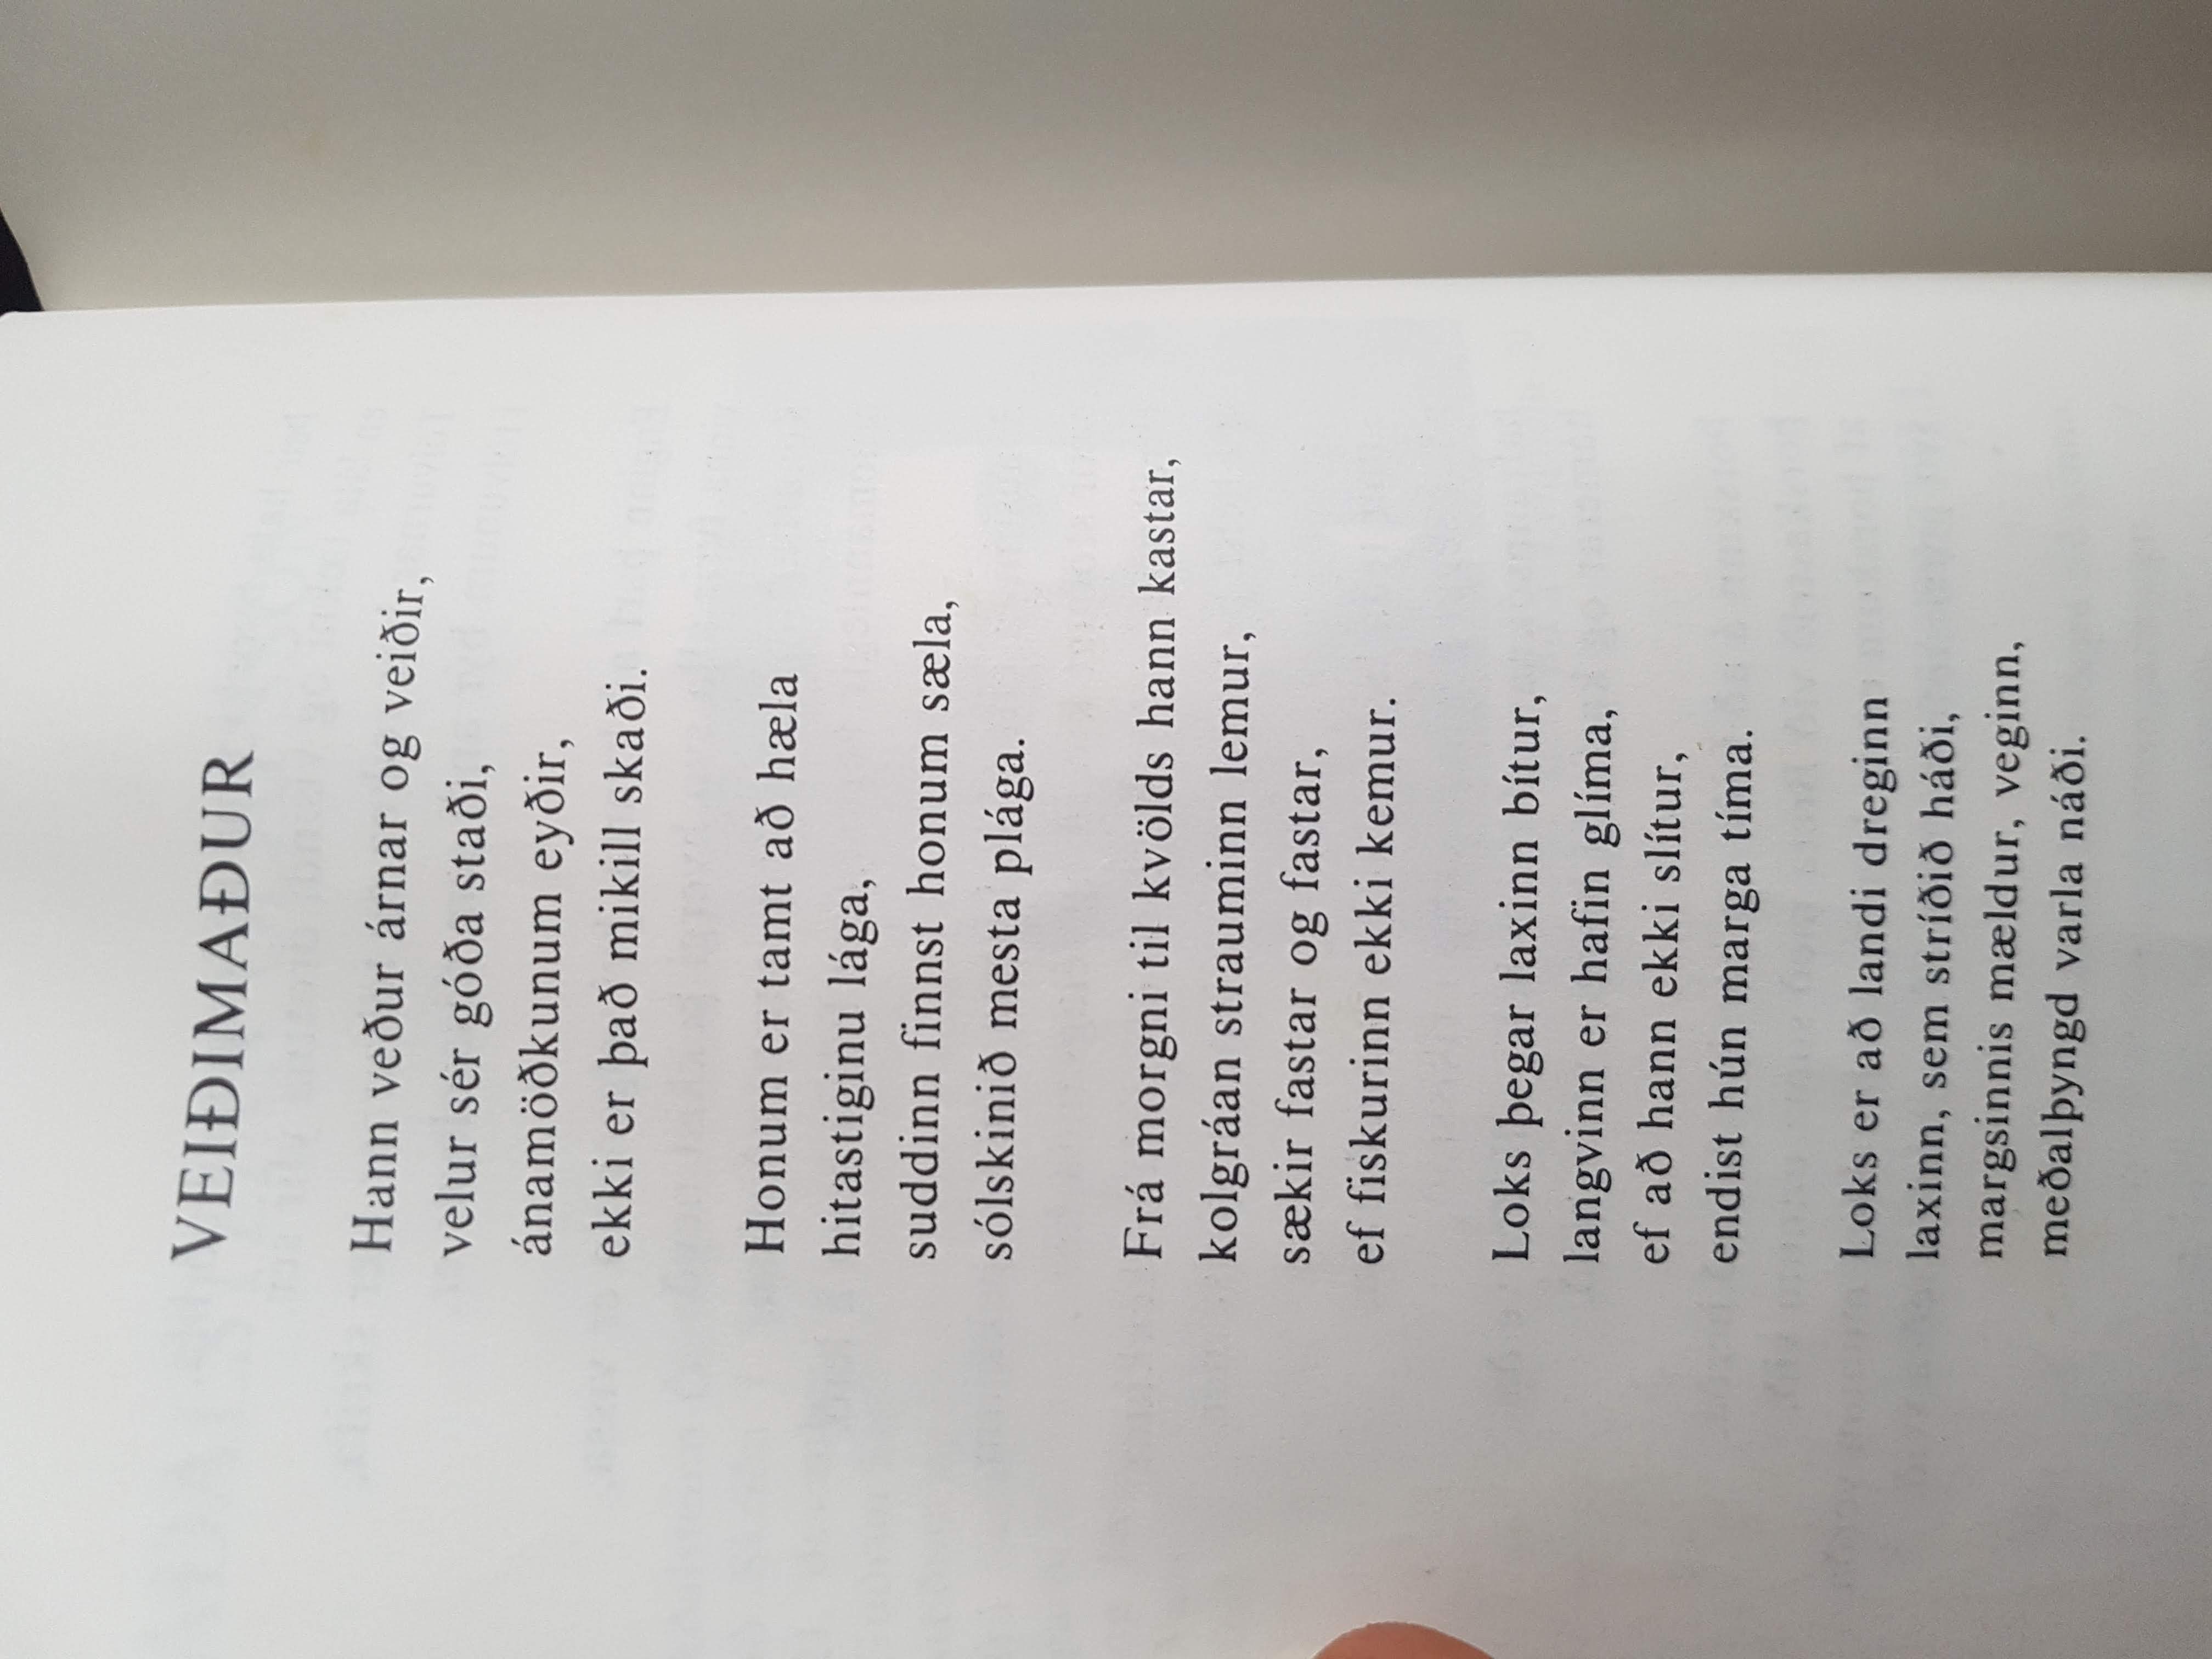 VEIÐIMAÐUR
Hann veður árnar og veiðir,
velur sér góða staði,
ánamöðkunum eyðir,
ekki er það mikill skaði.
Honum er tamt að hæla
hitastiginu lága,
suddinn finnst honum sæla,
sólskinið mesta plága.
Frá morgni til kvölds hann kastar,
kolgráan strauminn lemur,
sækir fastar og fastar,
ef fiskurinn ekki kemur.
Loks þegar laxinn bítur,
langvinn er hafin glíma,
ef að hann ekki slítur,
endist hún marga tíma.
Loks er að landi dreginn
laxinn, sem stríðið háði,
margsinnis mældur, veginn,
meðalþyngd varla náði.